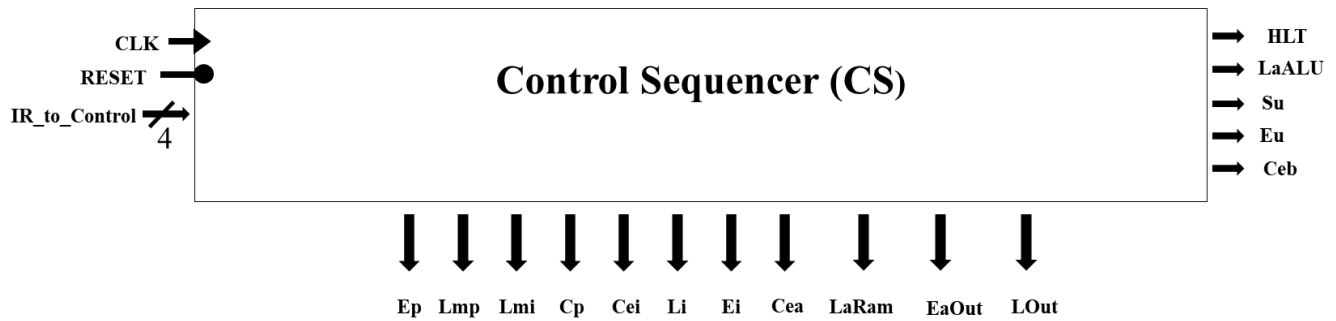 CLK
RESET
IR_to_Control
4
Control Sequencer (CS)
HLT
LaALU
Su
Eu
Ceb
Ep Lmp Lmi Cp Cei Li Ei Cea LaRam EaOut LOut